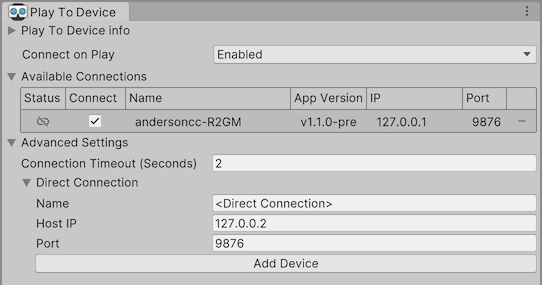 Play To Device
Play To Device info
Connect on Play Enabled
Available Connections
Status Connect Name App Version IP Port
andersoncc-R2GM v1.1.0-pre 127.0.0.1 9876
Advanced Settings
Connection Timeout (Seconds) 2
Direct Connection
Name <Direct Connection>
Host IP 127.0.0.2
Port 9876
Add Device